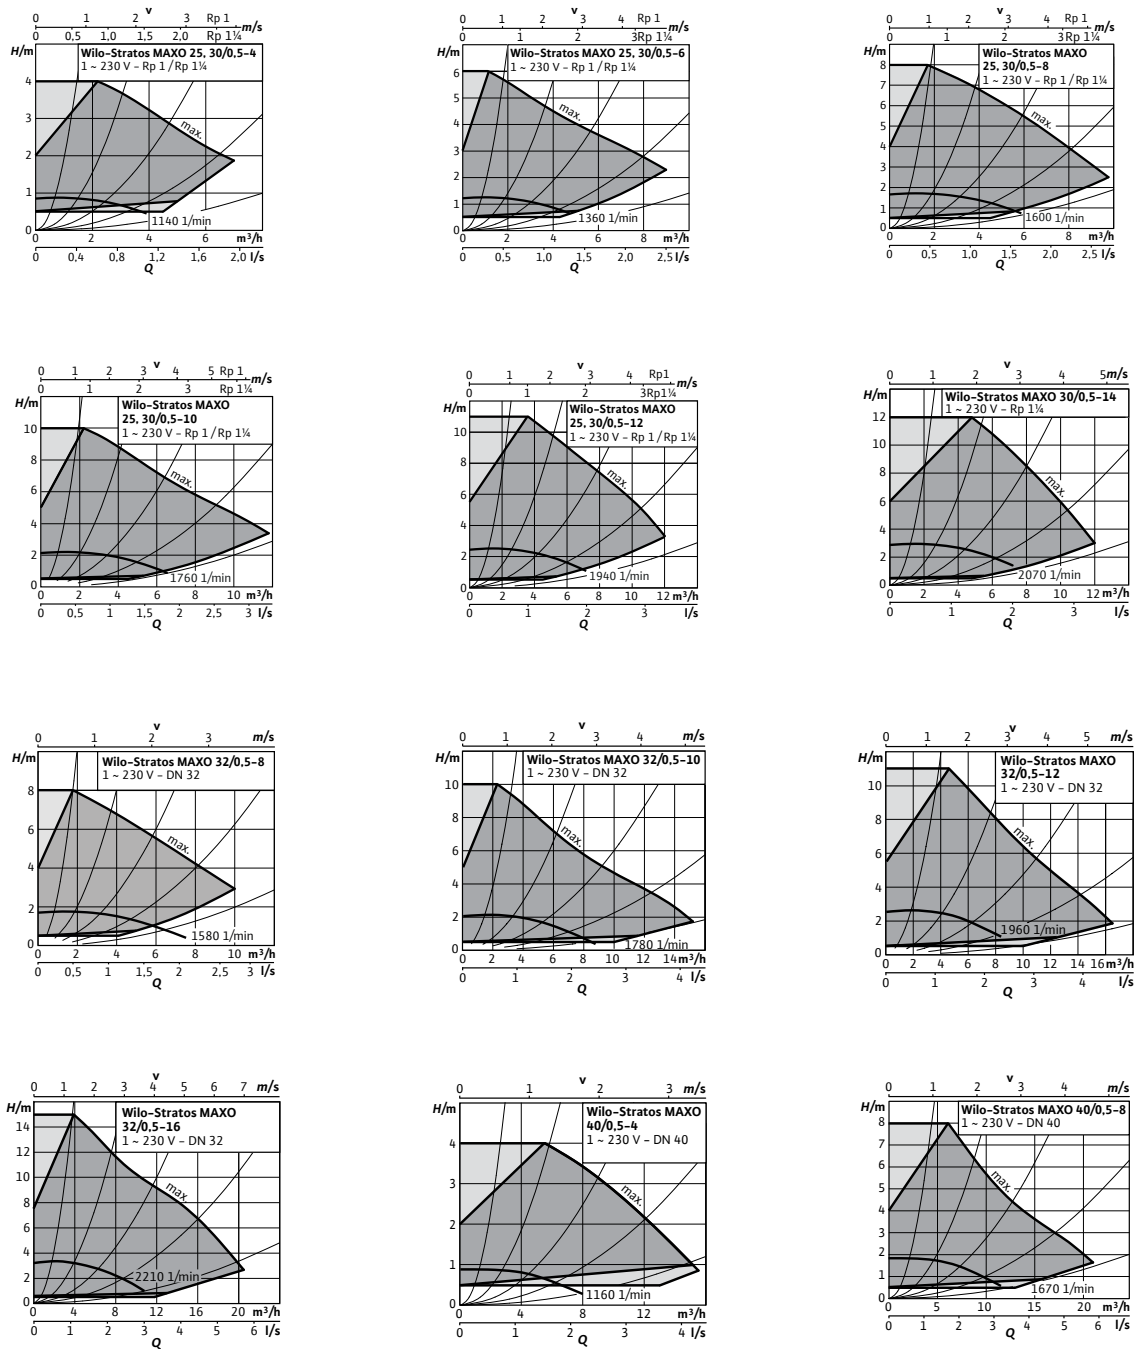 v
0 1 2 3 Rp 1
m/s
0 0,5 1,0 1,5 2,0 Rp 1¼
H/m
Wilo-Stratos MAXO 25, 30/0,5-4
1 ~ 230 V - Rp 1 / Rp 1¼
4
3
2
1
0
max.
1140 1/min
0 2 4 6 m³/h
0 0,4 0,8 1,2 1,6 2,0 l/s
Q
v
0 1 2 3 4 Rp 1
m/s
0 1 2 3 Rp 1¼
H/m
Wilo-Stratos MAXO 25, 30/0,5-6
1 ~ 230 V - Rp 1 / Rp 1¼
6
5
4
3
2
1
0
max.
1360 1/min
0 2 4 6 8 m³/h
0 0,5 1,0 1,5 2,0 2,5 l/s
Q
v
0 1 2 3 4 Rp 1
m/s
0 1 2 3 Rp 1¼
H/m
Wilo-Stratos MAXO
25, 30/0,5-8
1 ~ 230 V - Rp 1 / Rp 1¼
8
7
6
5
4
3
2
1
0
max.
1600 1/min
0 2 4 6 8 m³/h
0 0,5 1,0 1,5 2,0 2,5 l/s
Q
v
0 1 2 3 4 5 Rp 1
m/s
0 1 2 3 Rp 1¼
H/m
Wilo-Stratos MAXO
25, 30/0,5-10
1 ~ 230 V - Rp 1 / Rp 1¼
10
8
6
4
2
0
max.
1760 1/min
0 2 4 6 8 10 m³/h
0 0,5 1 1,5 2 2,5 3 l/s
Q
v
0 1 2 3 4 Rp1
m/s
0 1 2 3 Rp1¼
H/m
Wilo-Stratos MAXO
25, 30/0,5-12
1 ~ 230 V - Rp 1 / Rp 1¼
10
8
6
4
2
0
max.
1940 1/min
0 2 4 6 8 10 12 m³/h
0 1 2 3 l/s
Q
v
0 1 2 3 4 5 m/s
H/m
Wilo-Stratos MAXO 30/0,5-14
1 ~ 230 V - Rp 1¼
12
10
8
6
4
2
0
max.
2070 1/min
0 2 4 6 8 10 12 m³/h
0 1 2 3 l/s
Q
v
0 1 2 3 m/s
H/m
Wilo-Stratos MAXO 32/0,5-8
1 ~ 230 V - DN 32
8
6
4
2
0
max.
1580 1/min
0 2 4 6 8 10 m³/h
0 0,5 1 1,5 2 2,5 3 l/s
Q
v
0 1 2 3 4 5 m/s
H/m
Wilo-Stratos MAXO 32/0,5-10
1 ~ 230 V - DN 32
10
8
6
4
2
0
max.
1780 1/min
0 2 4 6 8 10 12 14 m³/h
0 1 2 3 4 l/s
Q
v
0 1 2 3 4 5 m/s
H/m
Wilo-Stratos MAXO
32/0,5-12
1 ~ 230 V - DN 32
10
8
6
4
2
0
max.
1960 1/min
0 2 4 6 8 10 12 14 16 m³/h
0 1 2 3 4 l/s
Q
v
0 1 2 3 4 5 6 7 m/s
H/m
Wilo-Stratos MAXO
32/0,5-16
1 ~ 230 V - DN 32
14
12
10
8
6
4
2
0
max.
2210 1/min
0 4 8 12 16 20 m³/h
0 1 2 3 4 5 6 l/s
Q
v
0 1 2 3 m/s
H/m
Wilo-Stratos MAXO
40/0,5-4
1 ~ 230 V - DN 40
4
3
2
1
0
max.
1160 1/min
0 4 8 12 m³/h
0 1 2 3 4 l/s
Q
v
0 1 2 3 4 m/s
H/m
Wilo-Stratos MAXO 40/0,5-8
1 ~ 230 V - DN 40
8
7
6
5
4
3
2
1
0
max.
1670 1/min
0 5 10 15 20 m³/h
0 1 2 3 4 5 6 l/s
Q